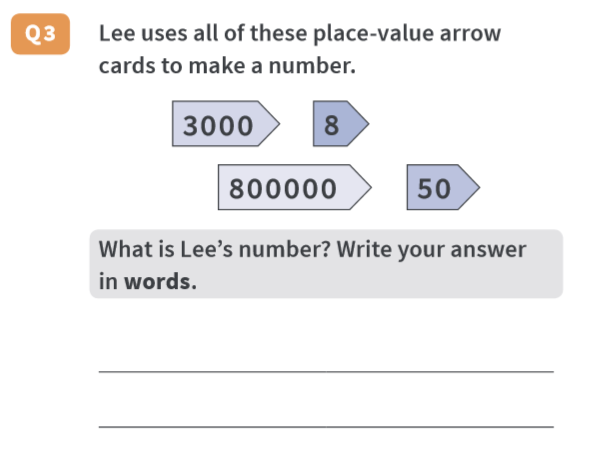 Q3
Lee uses all of these place-value arrow
cards to make a number.
3000 8
800000 50
What is Lee’s number? Write your answer
in words.